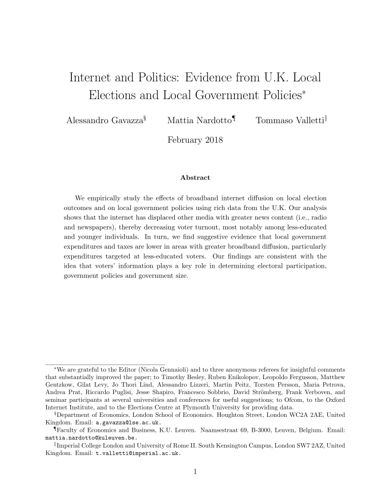 Internet and Politics: Evidence from U.K. Local
Elections and Local Government Policies*
Alessandro Gavazza§ Mattia Nardotto¶ Tommaso Valletti‖
February 2018
Abstract
We empirically study the effects of broadband internet diffusion on local election
outcomes and on local government policies using rich data from the U.K. Our analysis
shows that the internet has displaced other media with greater news content (i.e., radio
and newspapers), thereby decreasing voter turnout, most notably among less-educated
and younger individuals. In turn, we find suggestive evidence that local government
expenditures and taxes are lower in areas with greater broadband diffusion, particularly
expenditures targeted at less-educated voters. Our findings are consistent with the
idea that voters' information plays a key role in determining electoral participation,
government policies and government size.
*We are grateful to the Editor (Nicola Gennaioli) and to three anonymous referees for insightful comments
that substantially improved the paper; to Timothy Besley, Ruben Enikolopov, Leopoldo Fergusson, Matthew
Gentzkow, Gilat Levy, Jo Thori Lind, Alessandro Lizzeri, Martin Peitz, Torsten Persson, Maria Petrova,
Andrea Prat, Riccardo Puglisi, Jesse Shapiro, Francesco Sobbrio, David Strömberg, Frank Verboven, and
seminar participants at several universities and conferences for useful suggestions; to Ofcom, to the Oxford
Internet Institute, and to the Elections Centre at Plymouth University for providing data.
§Department of Economics, London School of Economics. Houghton Street, London WC2A 2AE, United
Kingdom. Email: a.gavazza@lse.ac.uk.
¶Faculty of Economics and Business, K.U. Leuven. Naamsestraat 69, B-3000, Leuven, Belgium. Email:
mattia.nardotto@kuleuven.be.
‖Imperial College London and University of Rome II. South Kensington Campus, London SW7 2AZ, United
Kingdom. Email: t.valletti@imperial.ac.uk.
1